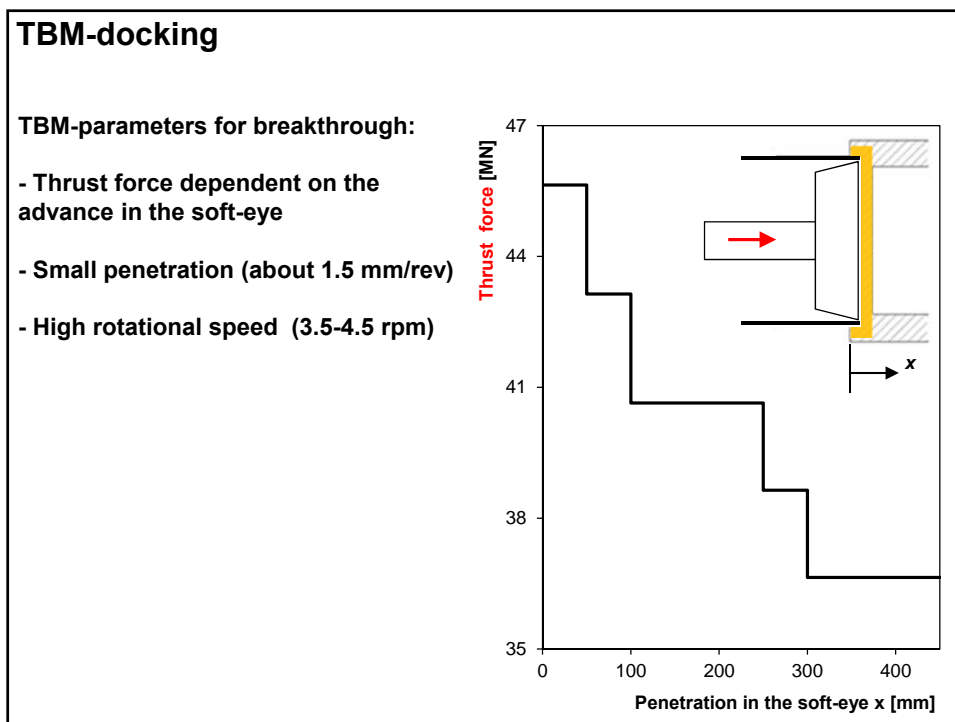 TBM-docking
TBM-parameters for breakthrough:
- Thrust force dependent on the
advance in the soft-eye
- Small penetration (about 1.5 mm/rev)
- High rotational speed  (3.5-4.5 rpm)
Thrust force [MN]
47
44
41
38
35
x
0
100
200
300
400
Penetration in the soft-eye x [mm]